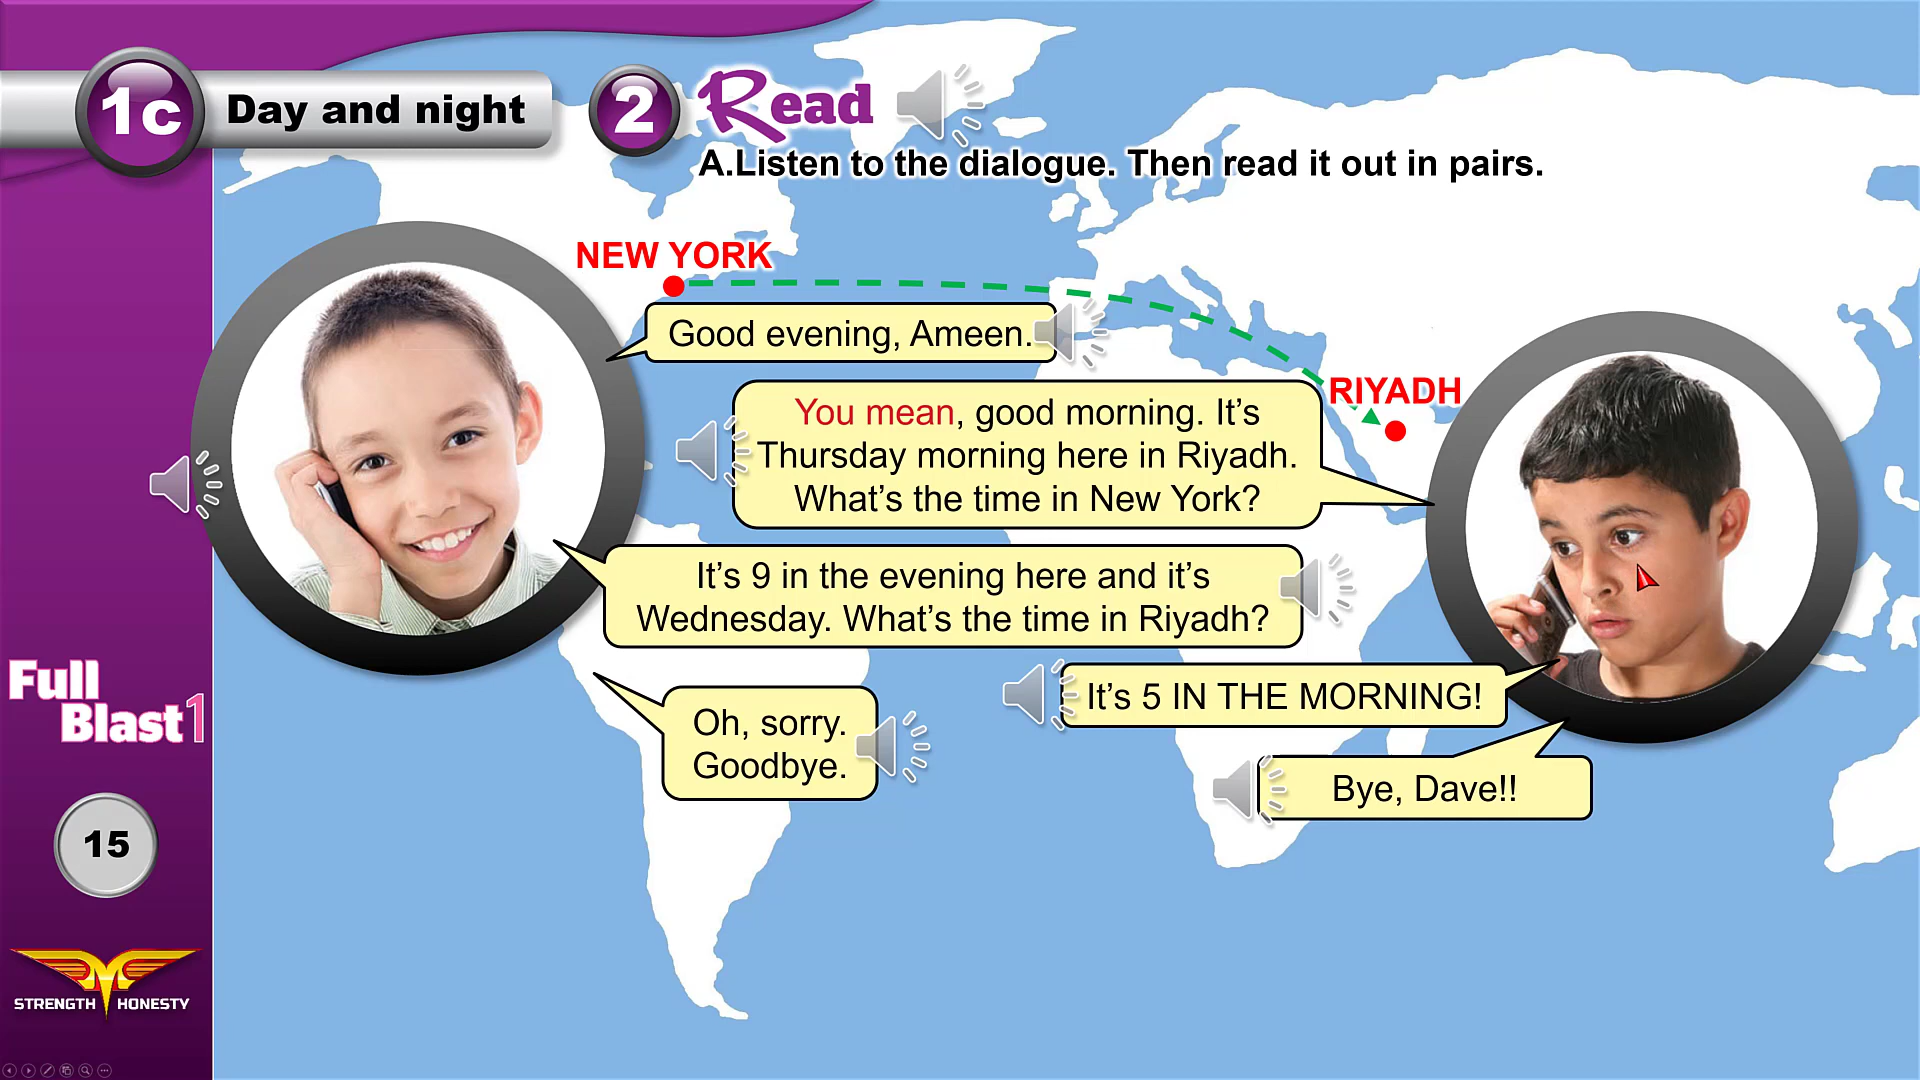 1c
Day and night
2
Read
A.Listen to the dialogue. Then read it out in pairs.
NEW YORK
RIYADH
Good evening, Ameen.
You mean, good morning. It’s
Thursday morning here in Riyadh.
What’s the time in New York?
It’s 9 in the evening here and it’s
Wednesday. What’s the time in Riyadh?
It’s 5 IN THE MORNING!
Oh, sorry.
Goodbye.
Bye, Dave!!
Full
Blast1
15
STRENGTH HONESTY